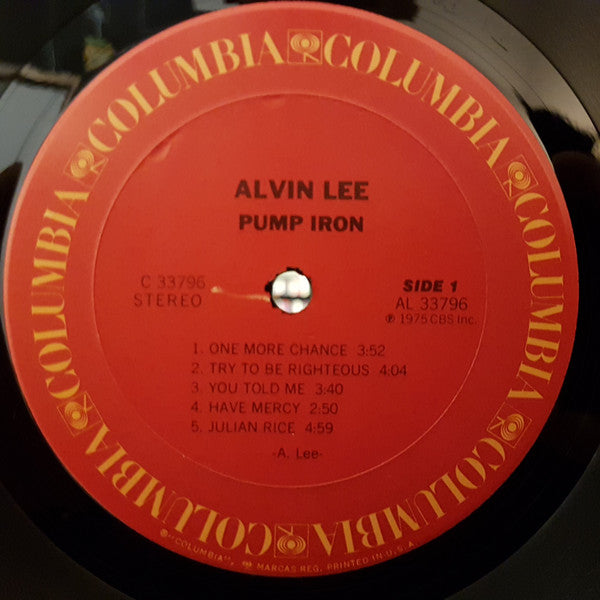 COLUMBIA COLUMBIA COLUMBIA COLUMBIA COLUMBIA COLUMBIA COLUMBIA COLUMBIA
ALVIN LEE
PUMP IRON
C 33796
STEREO
SIDE 1
AL 33796
℗ 1975 CBS Inc.
1. ONE MORE CHANCE 3:52
2. TRY TO BE RIGHTEOUS 4:04
3. YOU TOLD ME 3:40
4. HAVE MERCY 2:50
5. JULIAN RICE 4:59
-A. Lee-
®"COLUMBIA", MARCAS REG. PRINTED IN U.S.A.